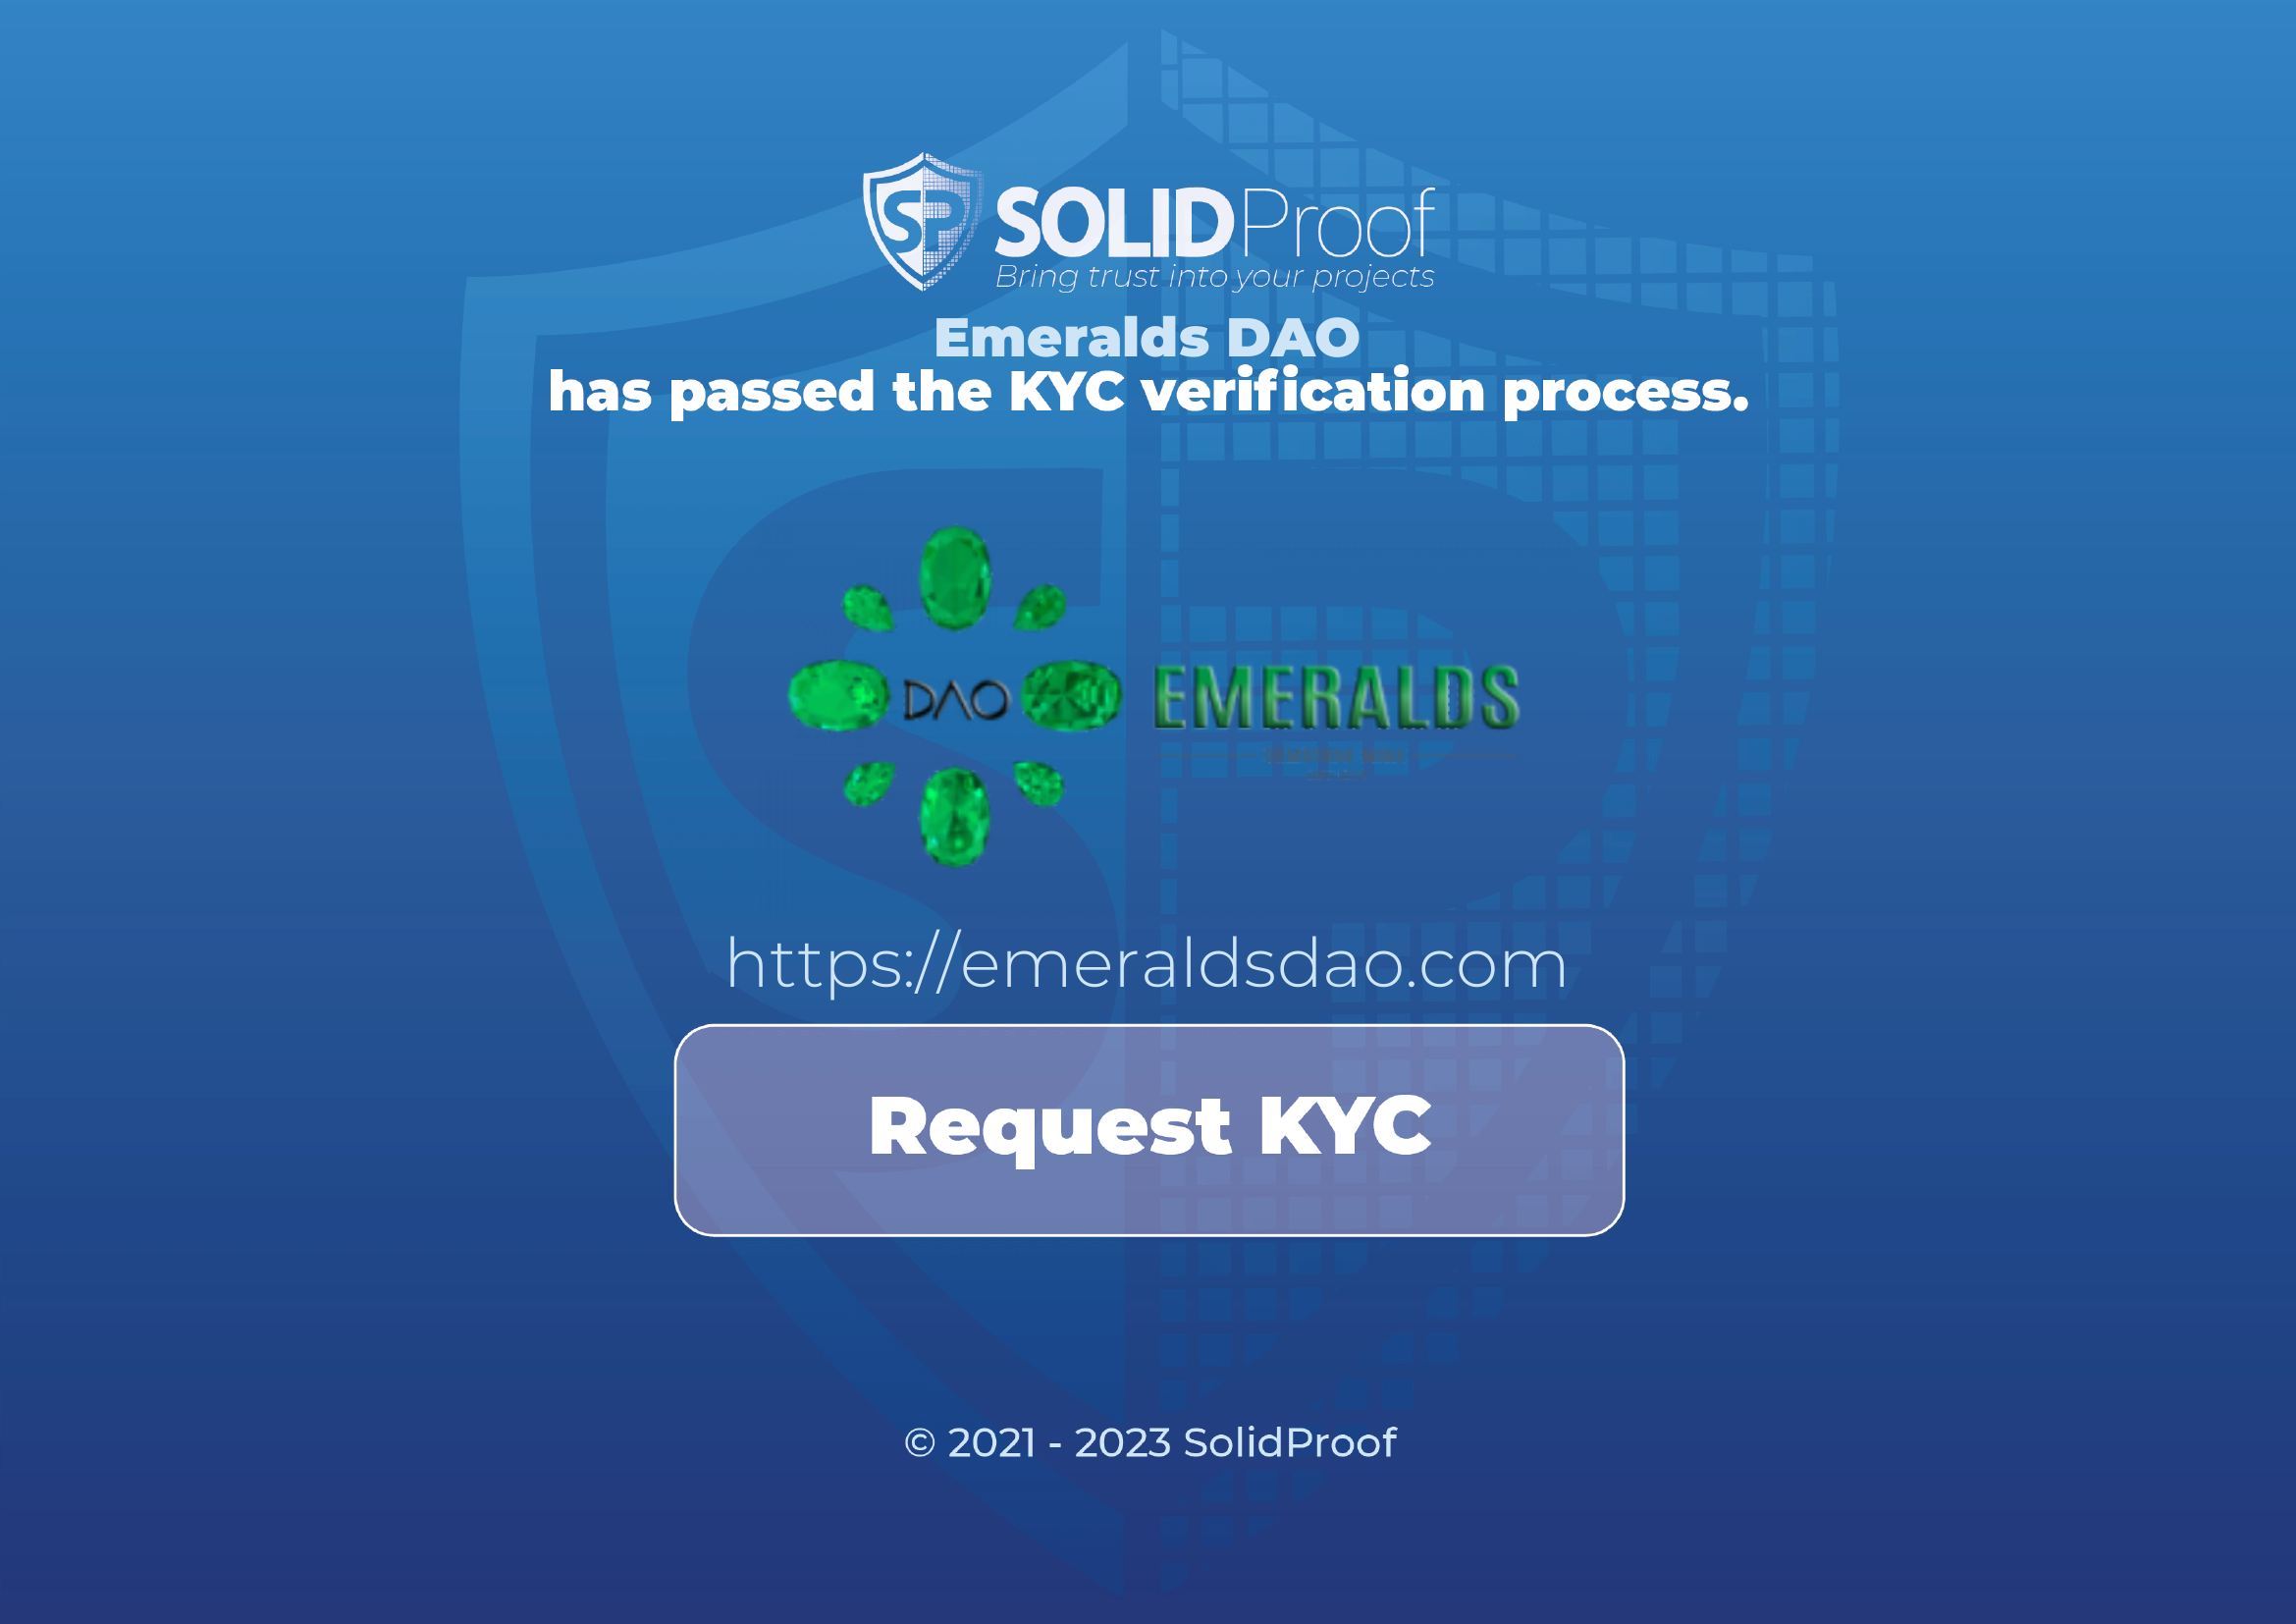 SP SOLIDProof
Bring trust into your projects
Emeralds DAO
has passed the KYC verification process.
DAO EMERALDS
https://emeraldsdao.com
Request KYC
© 2021 - 2023 SolidProof